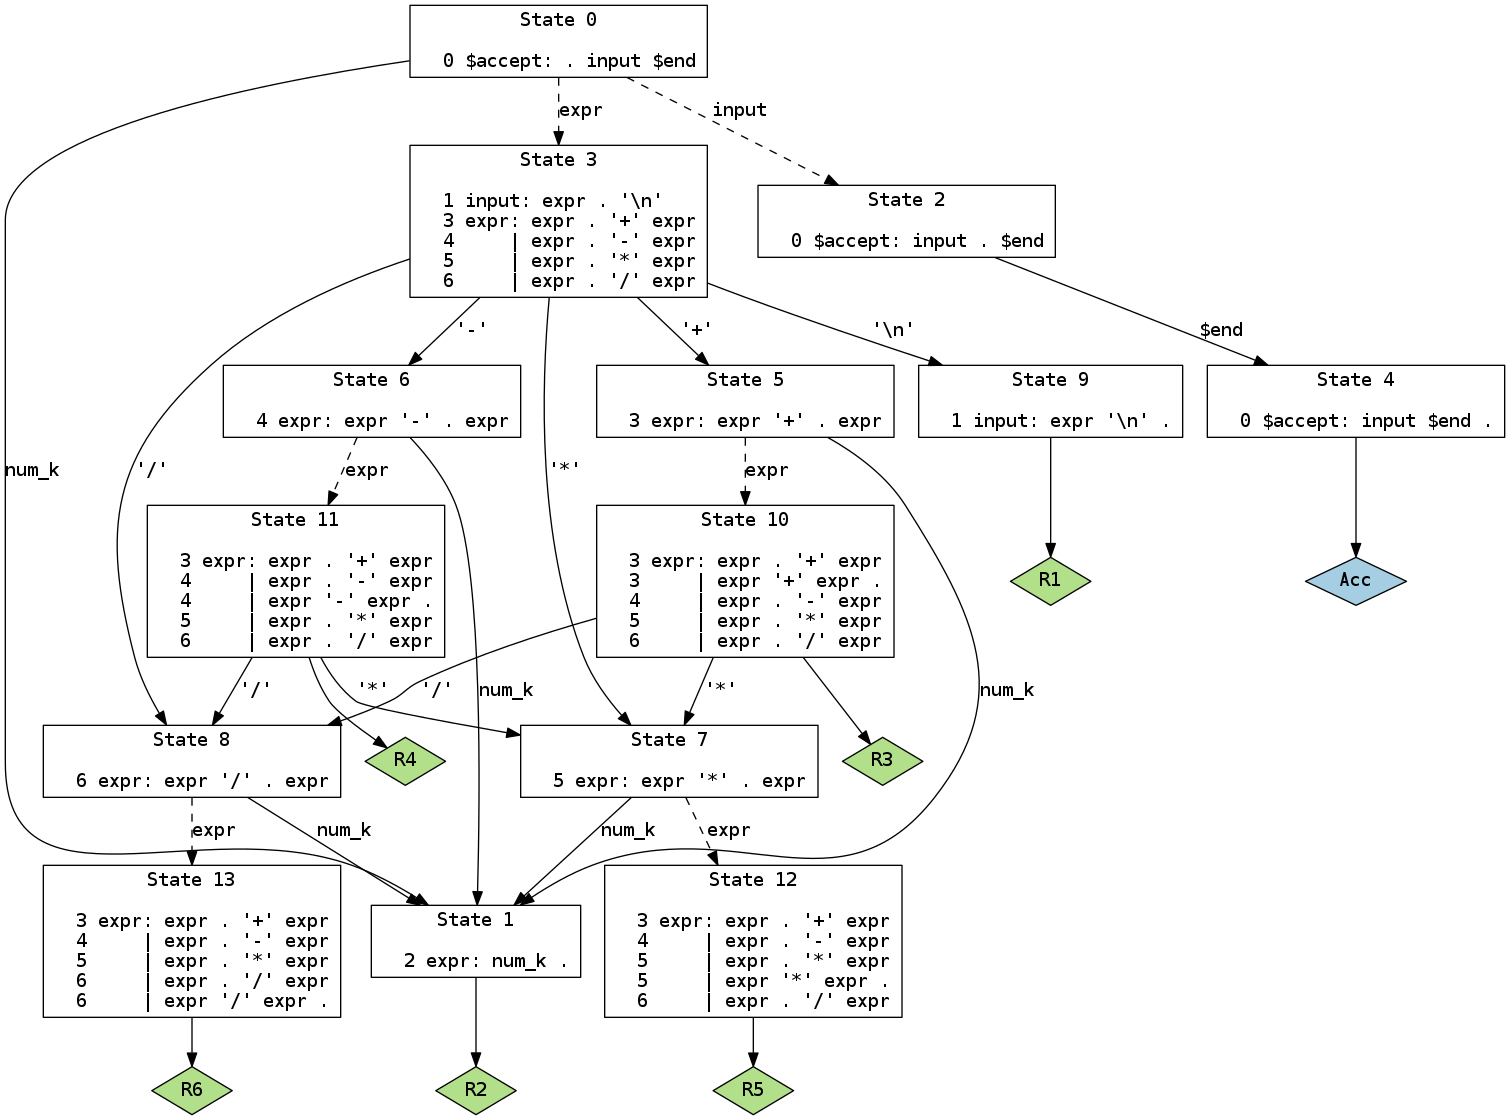 State 0
0 $accept: . input $end
expr
input
State 3
1 input: expr . '\n'
3 expr: expr . '+' expr
4 | expr . '-' expr
5 | expr . '*' expr
6 | expr . '/' expr
State 2
0 $accept: input . $end
'-'
'+'
'\n'
$end
State 6
4 expr: expr '-' . expr
State 5
3 expr: expr '+' . expr
State 9
1 input: expr '\n' .
State 4
0 $accept: input $end .
num_k
'/'
expr
'*'
expr
State 11
3 expr: expr . '+' expr
4 | expr . '-' expr
4 | expr '-' expr .
5 | expr . '*' expr
6 | expr . '/' expr
State 10
3 expr: expr . '+' expr
3 | expr '+' expr .
4 | expr . '-' expr
5 | expr . '*' expr
6 | expr . '/' expr
R1
Acc
'/'
'*'
'/'
num_k
'*'
num_k
State 8
6 expr: expr '/' . expr
R4
State 7
5 expr: expr '*' . expr
R3
expr
num_k
num_k
expr
State 13
3 expr: expr . '+' expr
4 | expr . '-' expr
5 | expr . '*' expr
6 | expr . '/' expr
6 | expr '/' expr .
State 1
2 expr: num_k .
State 12
3 expr: expr . '+' expr
4 | expr . '-' expr
5 | expr . '*' expr
5 | expr '*' expr .
6 | expr . '/' expr
R6
R2
R5